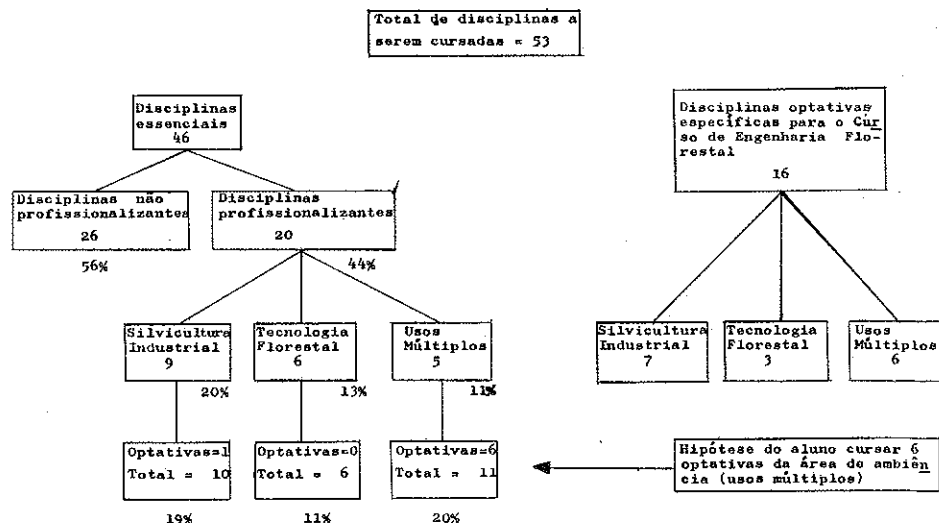 Total de disciplinas a
serem cursadas = 53
Disciplinas
essenciais
46
Disciplinas não
profissionalizantes
26
56%
Disciplinas
profissionalizantes
20
44%
Silvicultura
Industrial
9
20%
Tecnologia
Florestal
6
13%
Usos
Múltiplos
5
11%
Optativas=1
Total = 10
19%
Optativas=0
Total = 6
11%
Optativas=6
Total = 11
20%
Disciplinas optativas
específicas para o Cur
so de Engenharia Flo-
restal
16
Silvicultura
Industrial
7
Tecnologia
Florestal
3
Usos
Múltiplos
6
Hipótese do aluno cursar 6
optativas da área de ambiên
cia (usos múltiplos)